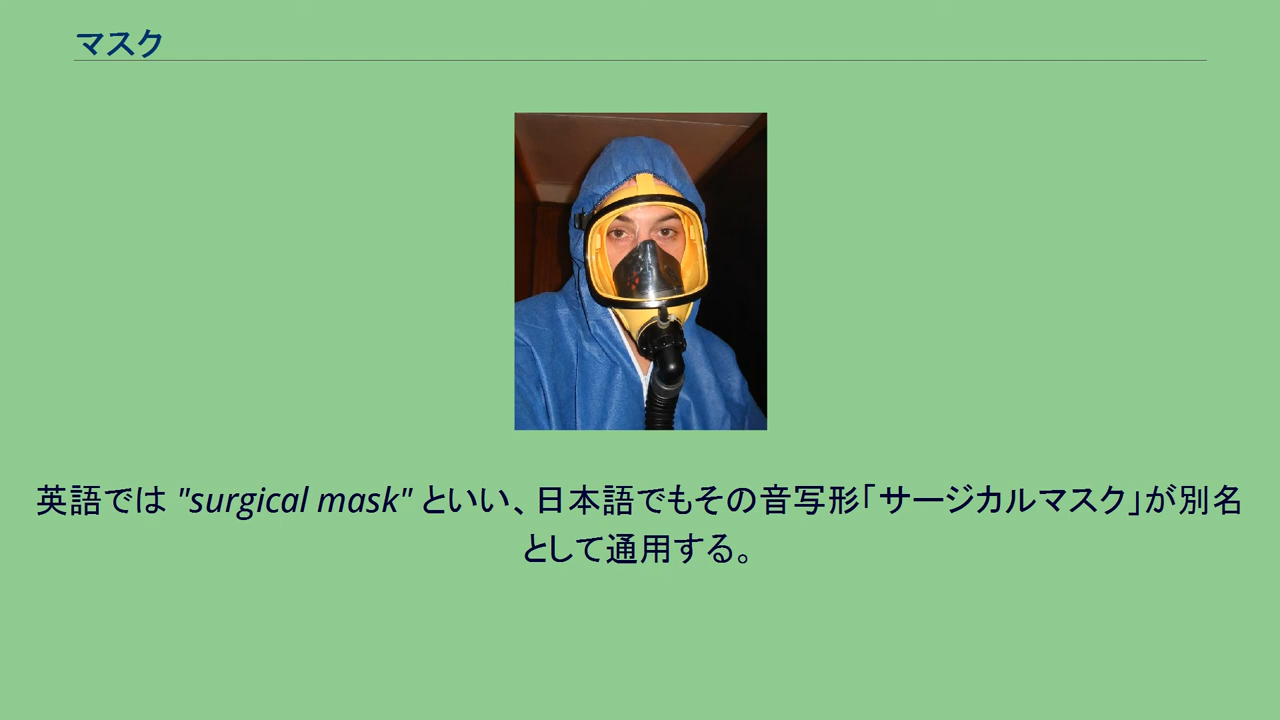 マスク
英語では "surgical mask" といい、日本語でもその音写形｢サージカルマスク｣が別名
として通用する。